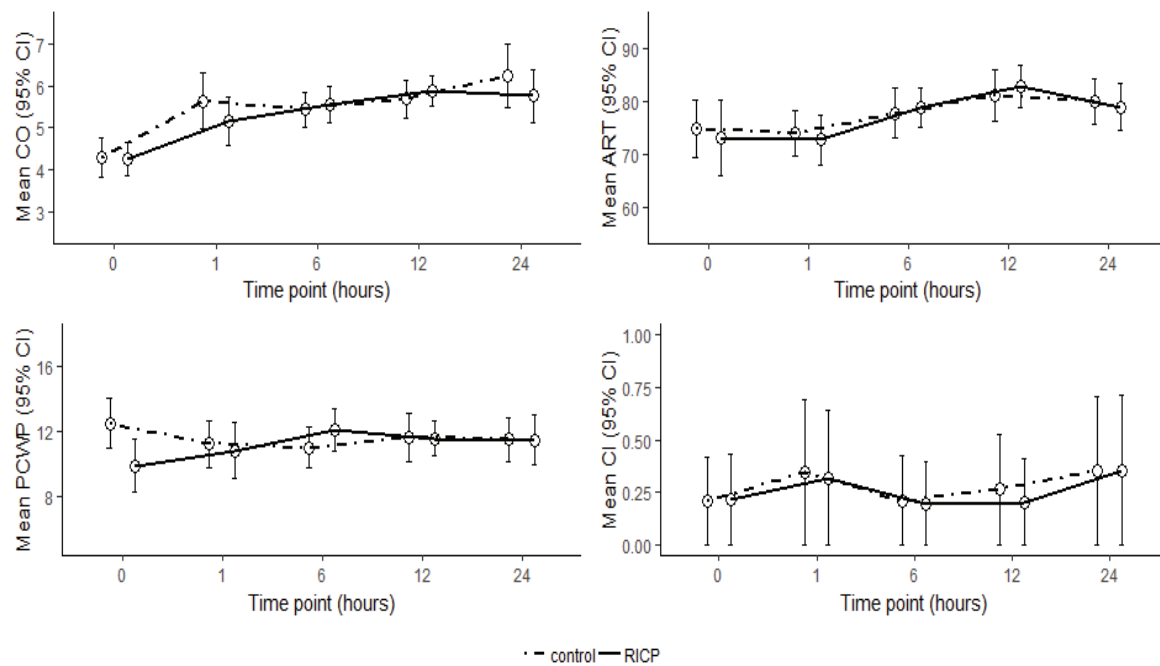 Mean CO (95% CI)
7
6
5
4
3
0 1 6 12 24
Time point (hours)
Mean ART (95% CI)
90
80
70
60
0 1 6 12 24
Time point (hours)
Mean PCWP (95% CI)
16
12
8
0 1 6 12 24
Time point (hours)
Mean CI (95% CI)
1.00
0.75
0.50
0.25
0.00
0 1 6 12 24
Time point (hours)
control RICP